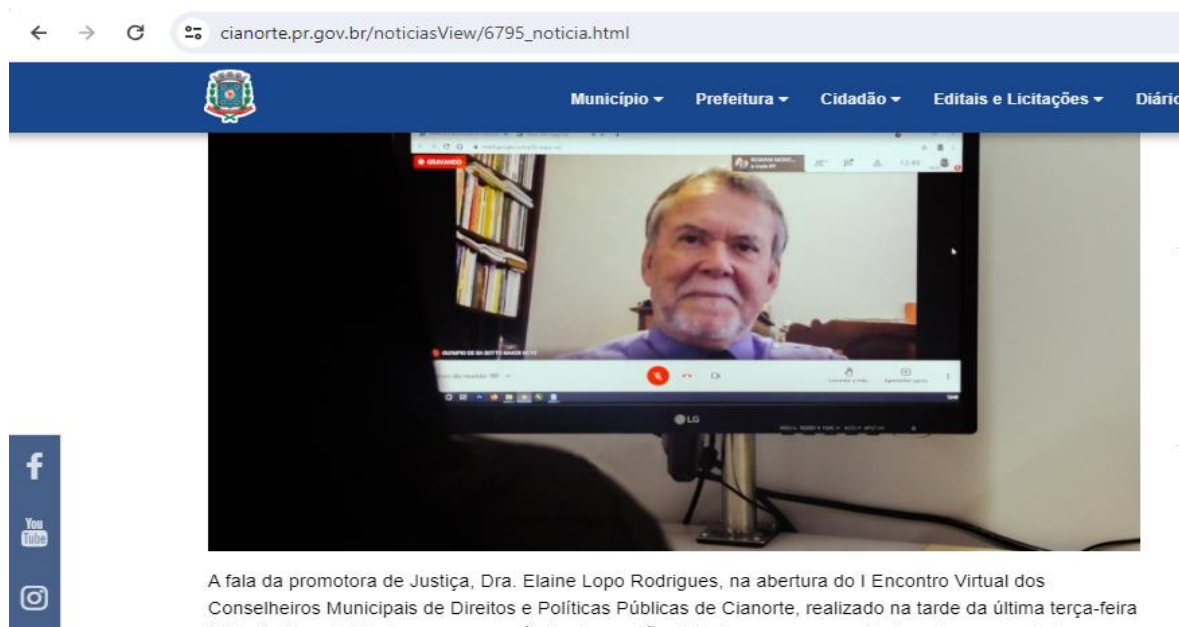 cianorte.pr.gov.br/noticiasView/6795_noticia.html
Município Prefeitura Cidadão Editais e Licitações Diário
GRAVANDO
LG
f
You
Tube
A fala da promotora de Justiça, Dra. Elaine Lopo Rodrigues, na abertura do I Encontro Virtual dos
Conselheiros Municipais de Direitos e Políticas Públicas de Cianorte, realizado na tarde da última terça-feira